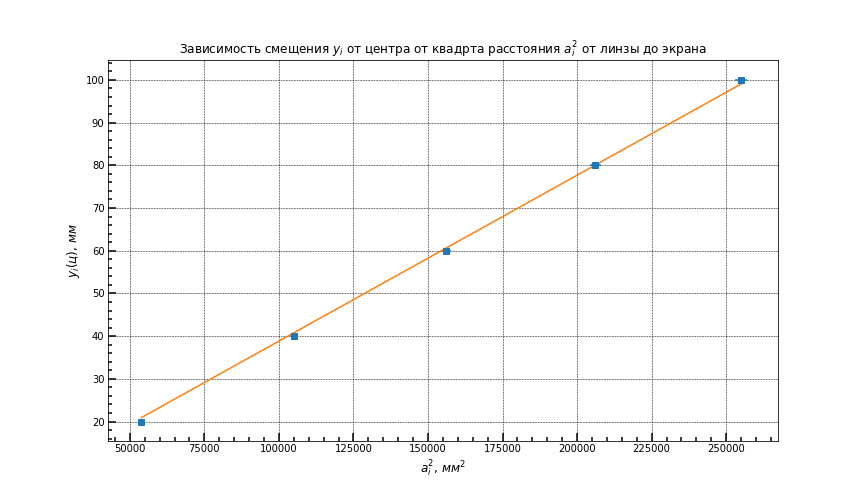 Зависимость смещения $y_i$ от центра от квадрта расстояния $a_i^2$ от линзы до экрана
100
90
80
70
60
50
40
30
20
$y_i(ц)$, мм
50000 75000 100000 125000 150000 175000 200000 225000 250000
$a_i^2$, мм$^2$